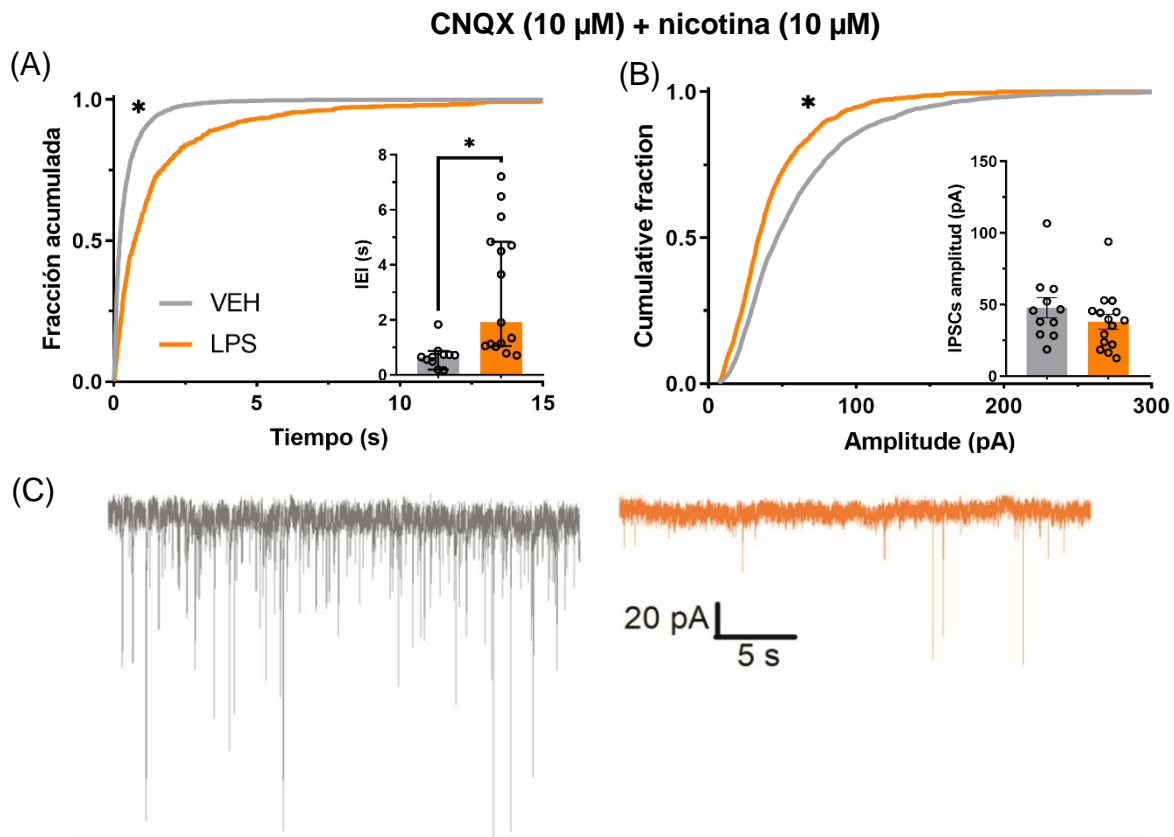 CNQX (10 µM) + nicotina (10 µM)
(A)
*
1.0
0.5
0.0
Fracción acumulada
VEH
LPS
0
5
10
15
Tiempo (s)
*
8
6
4
2
0
IEI (s)
(B)
*
1.0
0.5
0.0
Cumulative fraction
0
100
200
300
Amplitude (pA)
150
100
50
0
IPSCs amplitud (pA)
(C)
20 pA
5 s